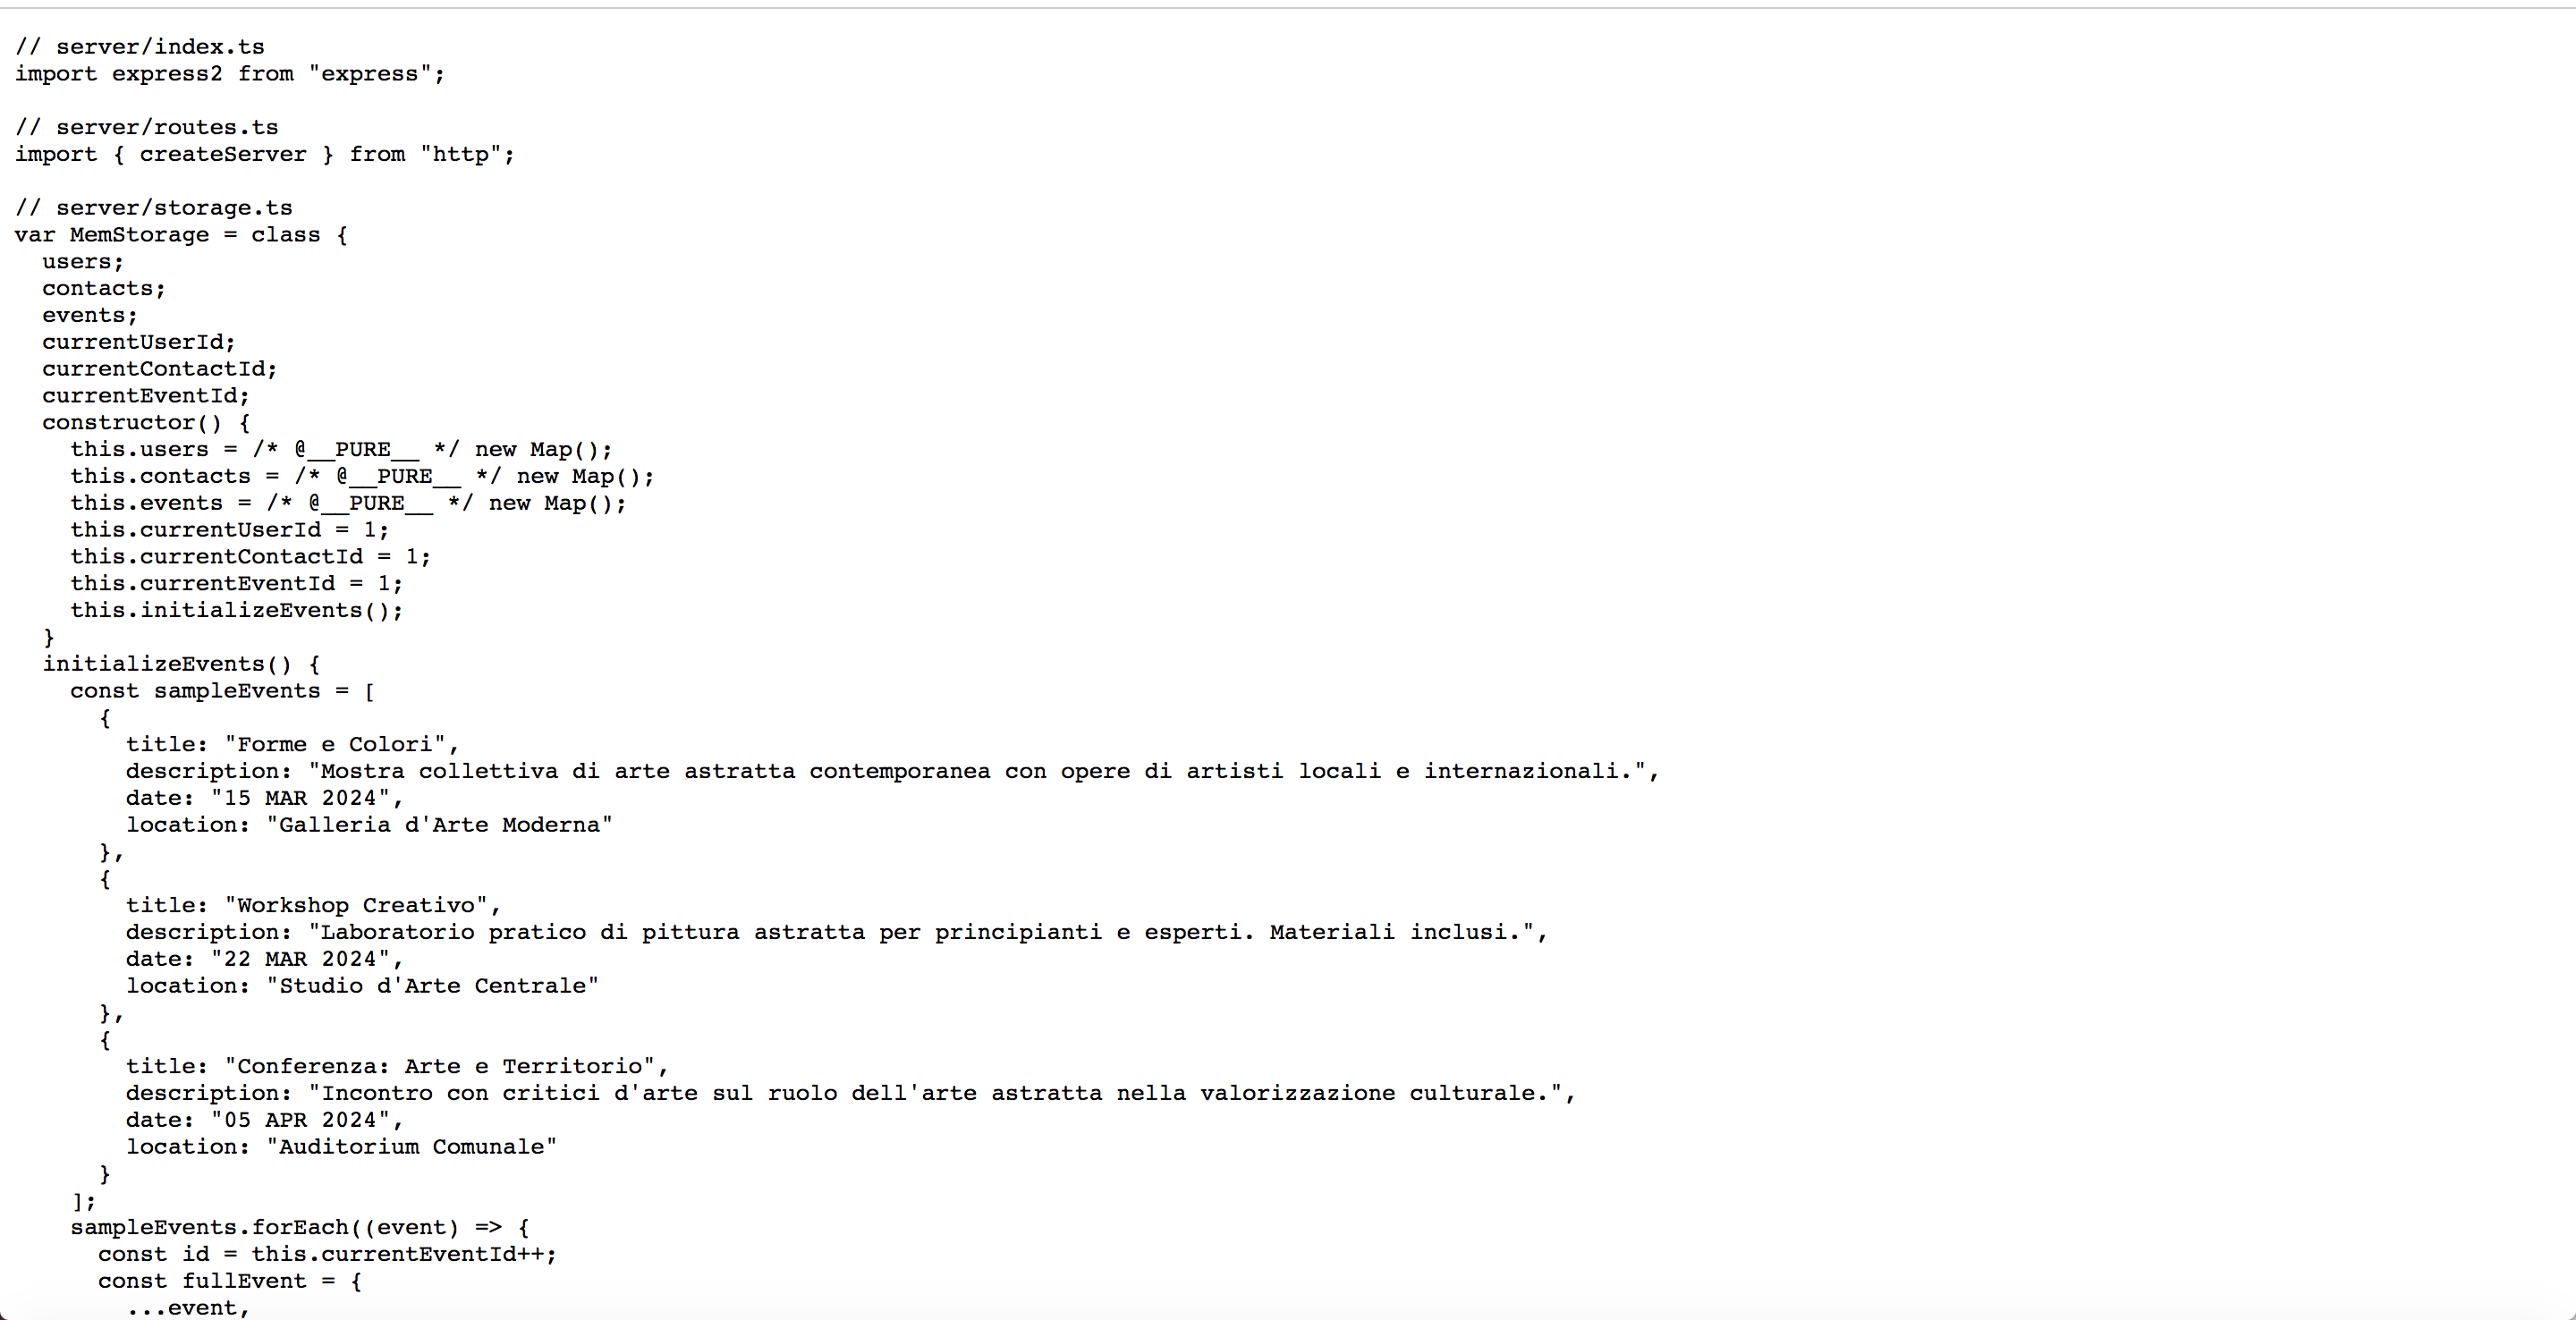 // server/index.ts
import express2 from "express";

// server/routes.ts
import { createServer } from "http";

// server/storage.ts
var MemStorage = class {
  users;
  contacts;
  events;
  currentUserId;
  currentContactId;
  currentEventId;
  constructor() {
    this.users = /* @__PURE__ */ new Map();
    this.contacts = /* @__PURE__ */ new Map();
    this.events = /* @__PURE__ */ new Map();
    this.currentUserId = 1;
    this.currentContactId = 1;
    this.currentEventId = 1;
    this.initializeEvents();
  }
  initializeEvents() {
    const sampleEvents = [
      {
        title: "Forme e Colori",
        description: "Mostra collettiva di arte astratta contemporanea con opere di artisti locali e internazionali.",
        date: "15 MAR 2024",
        location: "Galleria d'Arte Moderna"
      },
      {
        title: "Workshop Creativo",
        description: "Laboratorio pratico di pittura astratta per principianti e esperti. Materiali inclusi.",
        date: "22 MAR 2024",
        location: "Studio d'Arte Centrale"
      },
      {
        title: "Conferenza: Arte e Territorio",
        description: "Incontro con critici d'arte sul ruolo dell'arte astratta nella valorizzazione culturale.",
        date: "05 APR 2024",
        location: "Auditorium Comunale"
      }
    ];
    sampleEvents.forEach((event) => {
      const id = this.currentEventId++;
      const fullEvent = {
        ...event,